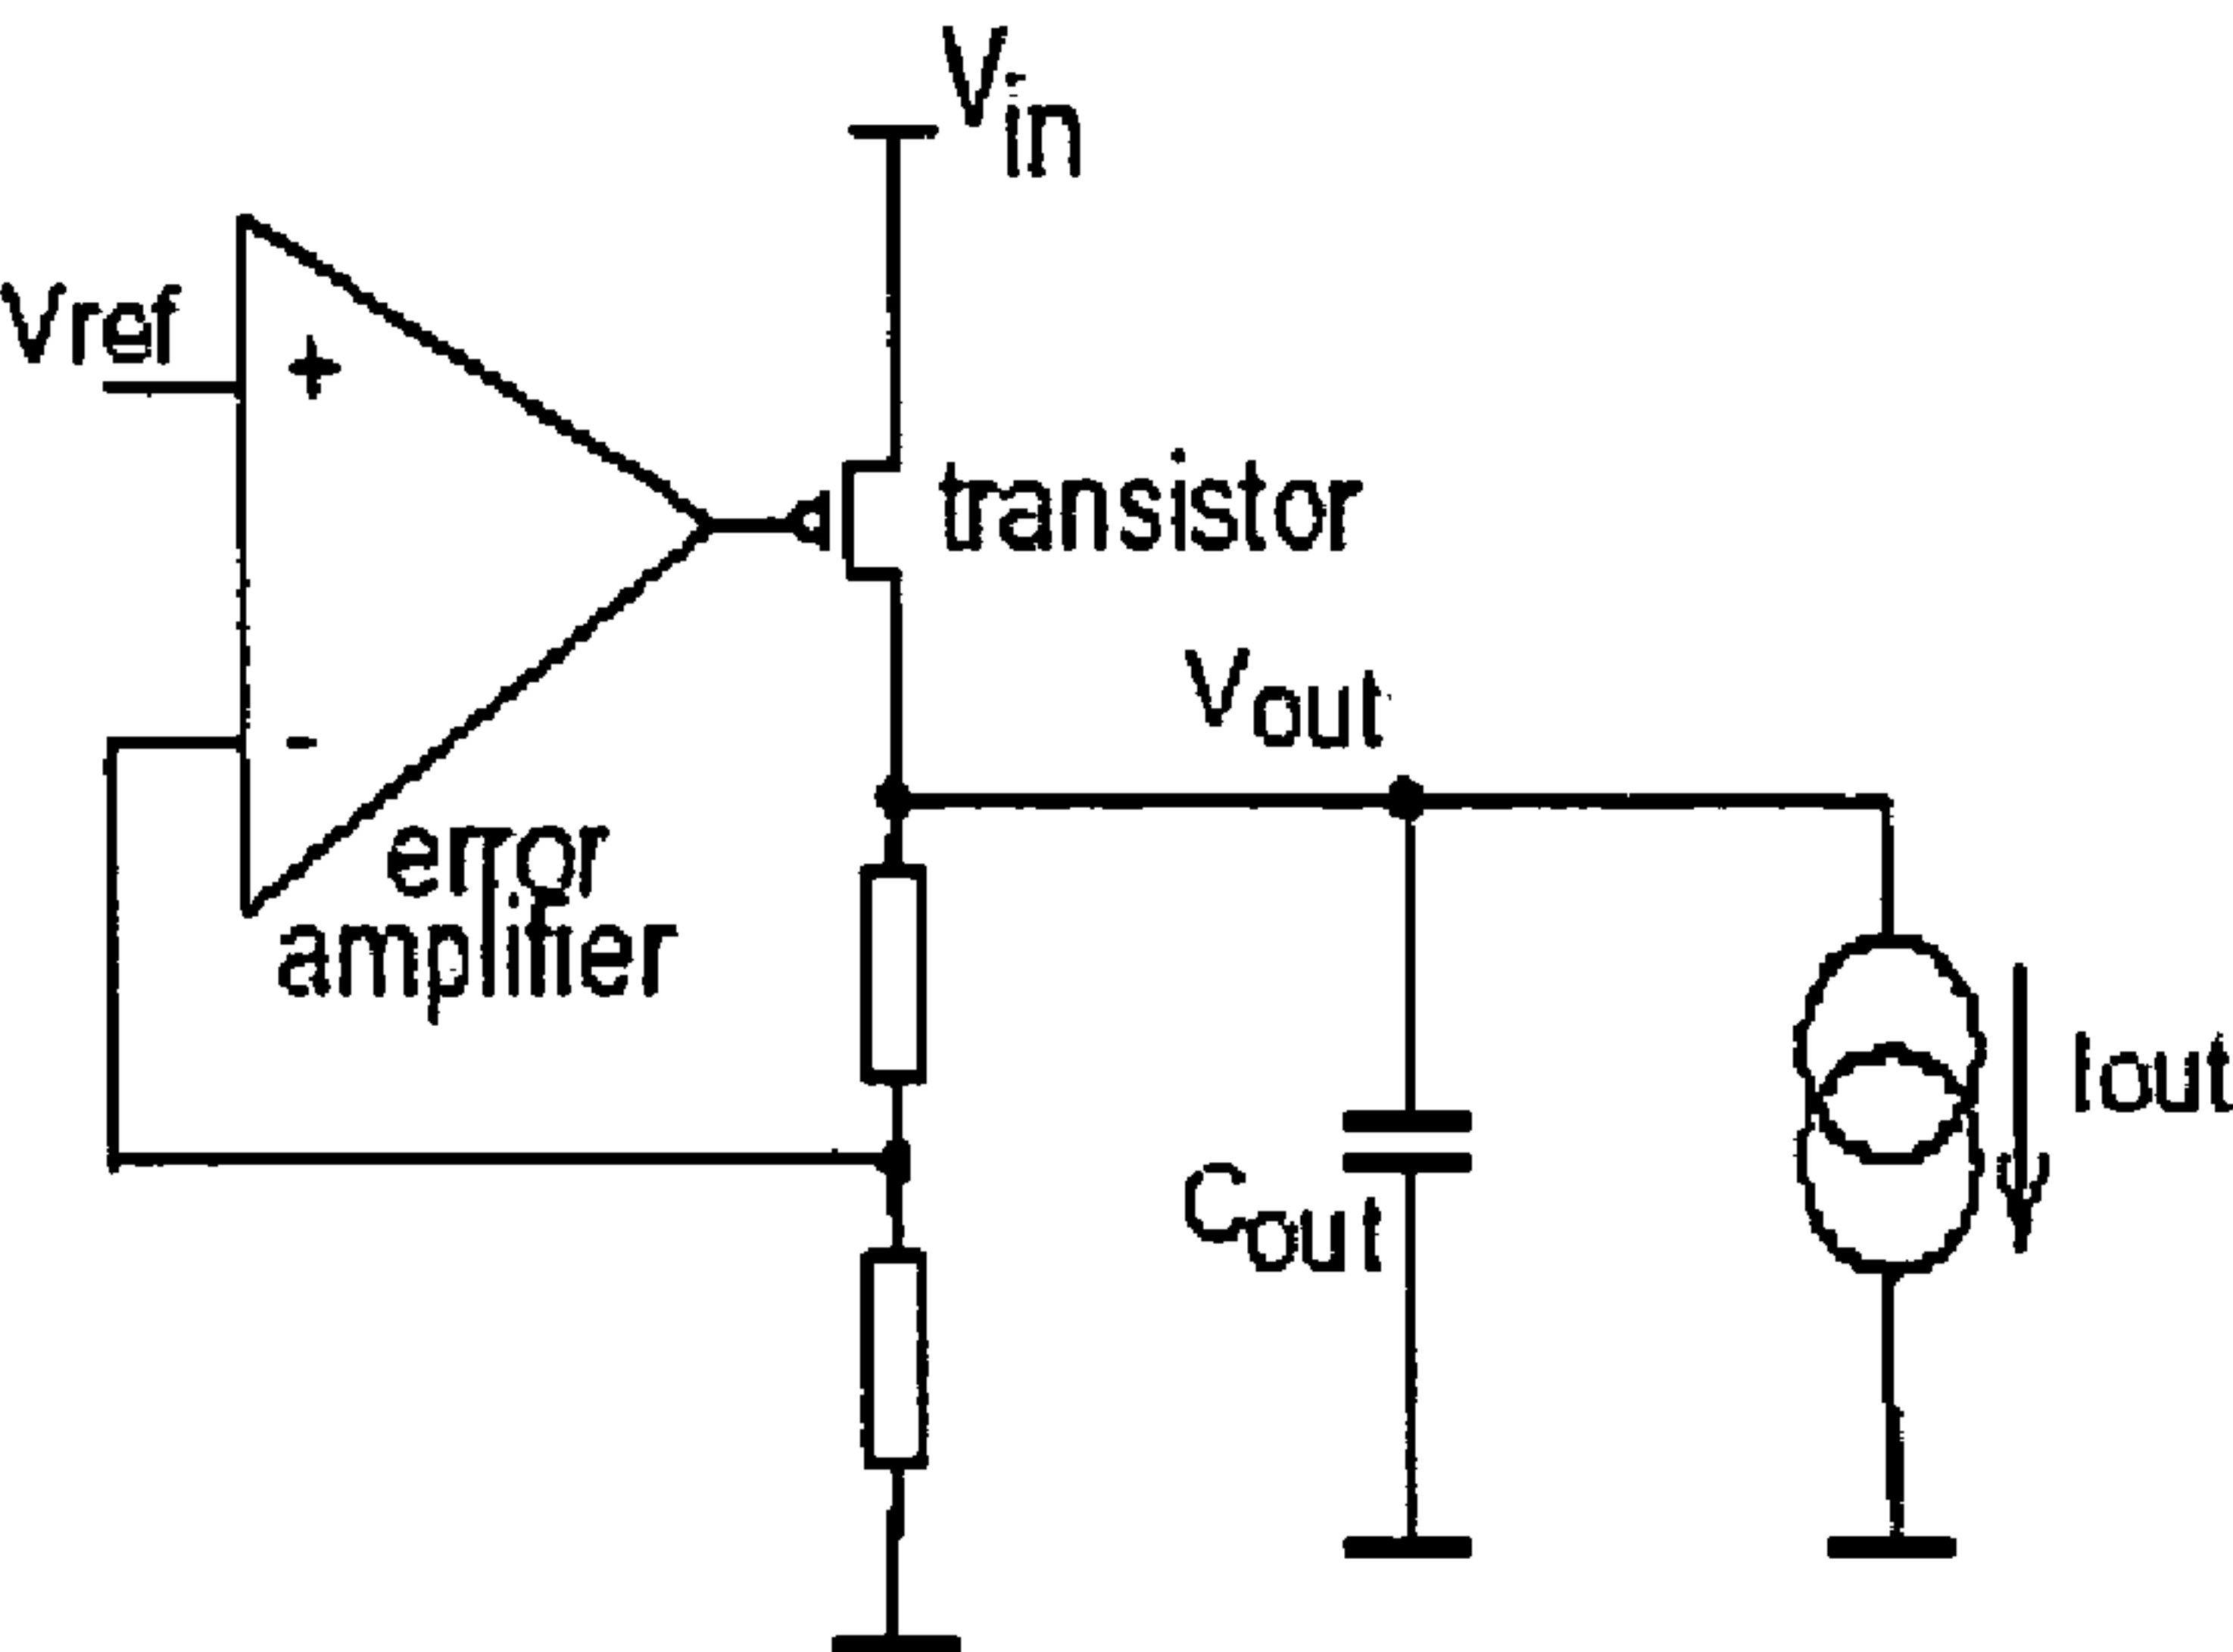 Vin
Vref
+
transistor
-
Vout
error
amplifier
Iout
Cout